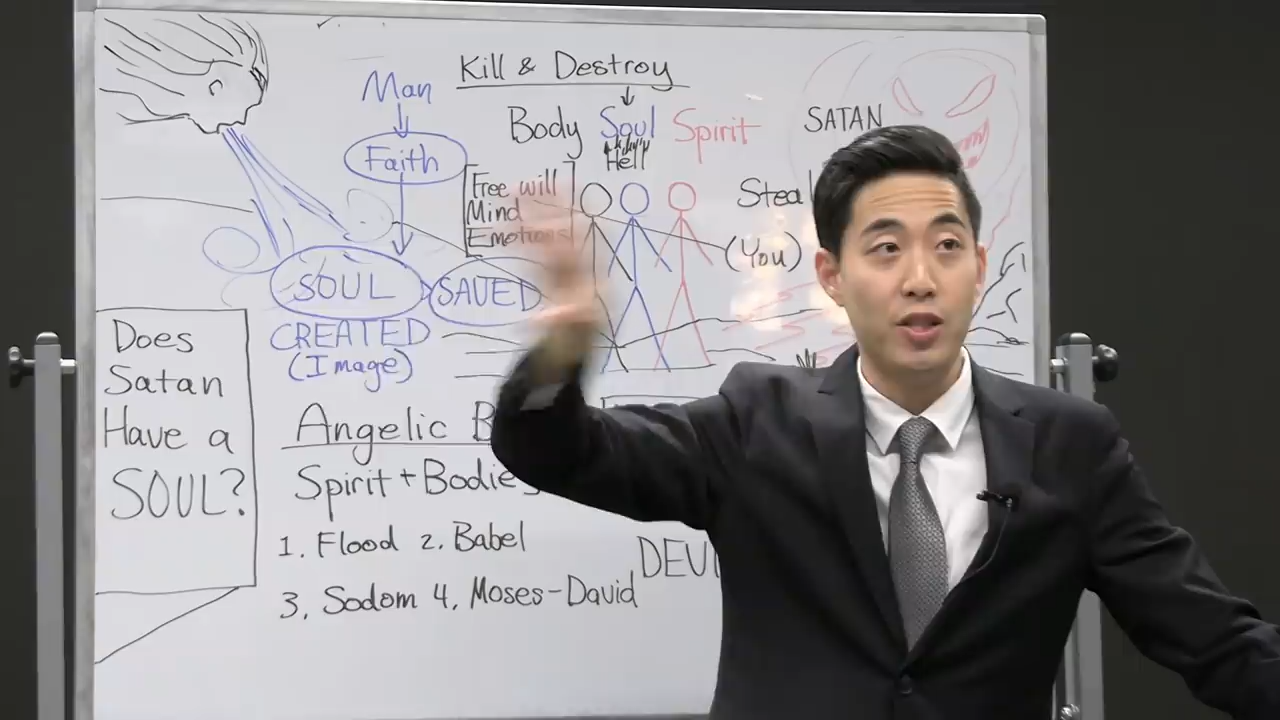 Kill & Destroy
Man
Body Soul Spirit
SATAN
Hell
Faith
Free will
Mind
Emotions
Steal
(You)
SOUL SAVED
CREATED
(Image)
Does
Satan
Have a
SOUL?
Angelic
Spirit + Bodies
1. Flood 2. Babel
3. Sodom 4. Moses-David